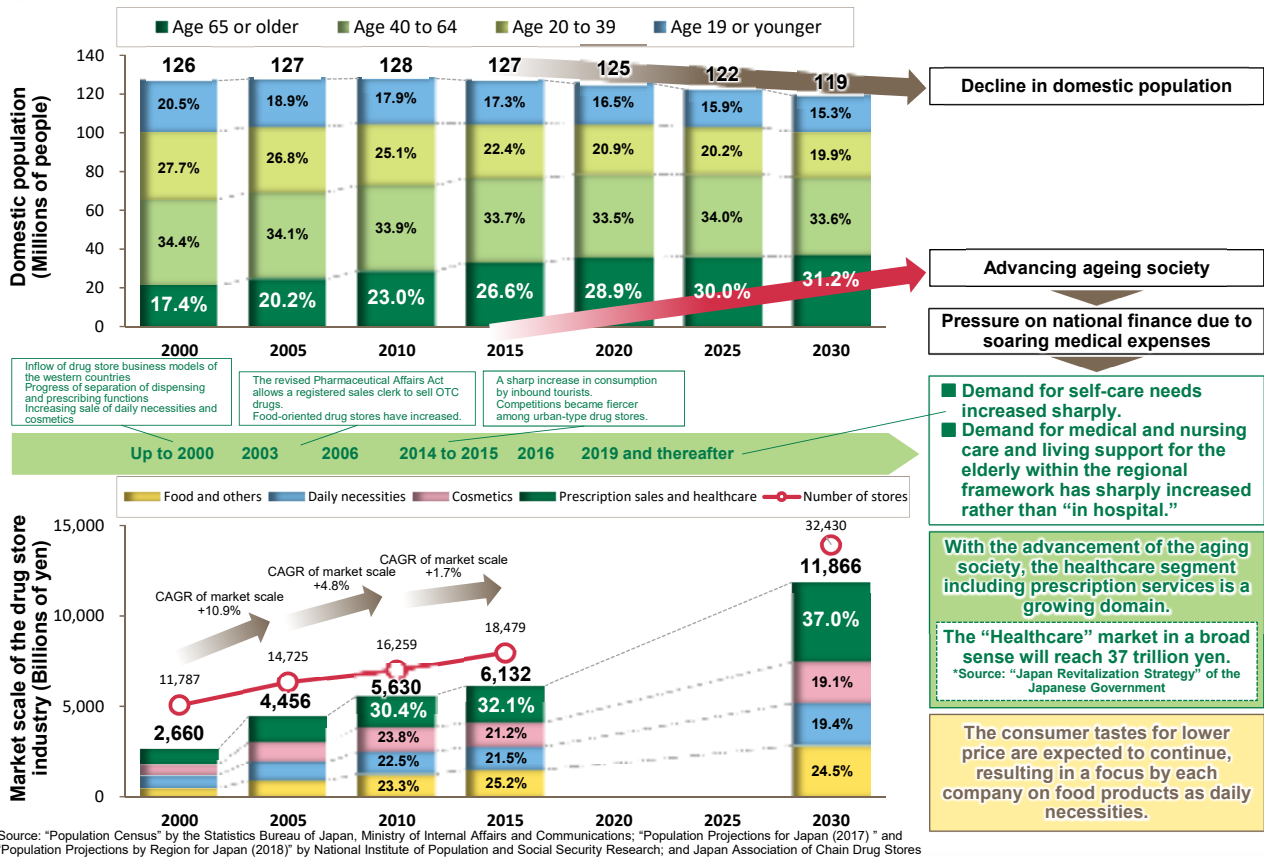 Age 65 or older
Age 40 to 64
Age 20 to 39
Age 19 or younger
Domestic population
(Millions of people)
140
120
100
80
60
40
20
0
126
127
128
127
125
122
119
20.5%
18.9%
17.9%
17.3%
16.5%
15.9%
15.3%
27.7%
26.8%
25.1%
22.4%
20.9%
20.2%
19.9%
34.4%
34.1%
33.9%
33.7%
33.5%
34.0%
33.6%
17.4%
20.2%
23.0%
26.6%
28.9%
30.0%
31.2%
2000
2005
2010
2015
2020
2025
2030
Decline in domestic population
Advancing ageing society
Pressure on national finance due to
soaring medical expenses
Inflow of drug store business models of
the western countries
Progress of separation of dispensing
and prescribing functions
Increasing sale of daily necessities and
cosmetics
The revised Pharmaceutical Affairs Act
allows a registered sales clerk to sell OTC
drugs.
Food-oriented drug stores have increased.
A sharp increase in consumption
by inbound tourists.
Competitions became fiercer
among urban-type drug stores.
Up to 2000
2003
2006
2014 to 2015
2016
2019 and thereafter
Demand for self-care needs
increased sharply.
Demand for medical and nursing
care and living support for the
elderly within the regional
framework has sharply increased
rather than “in hospital.”
Food and others
Daily necessities
Cosmetics
Prescription sales and healthcare
Number of stores
Market scale of the drug store
industry (Billions of yen)
15,000
10,000
5,000
0
CAGR of market scale
+10.9%
CAGR of market scale
+4.8%
CAGR of market scale
+1.7%
11,787
14,725
16,259
18,479
32,430
2,660
4,456
5,630
6,132
11,866
30.4%
32.1%
37.0%
23.8%
21.2%
19.1%
22.5%
21.5%
19.4%
23.3%
25.2%
24.5%
2000
2005
2010
2015
2020
2025
2030
With the advancement of the aging
society, the healthcare segment
including prescription services is a
growing domain.
The “Healthcare” market in a broad
sense will reach 37 trillion yen.
*Source: “Japan Revitalization Strategy” of the
Japanese Government
The consumer tastes for lower
price are expected to continue,
resulting in a focus by each
company on food products as daily
necessities.
Source: “Population Census” by the Statistics Bureau of Japan, Ministry of Internal Affairs and Communications; “Population Projections for Japan (2017) ” and
“Population Projections by Region for Japan (2018)” by National Institute of Population and Social Security Research; and Japan Association of Chain Drug Stores